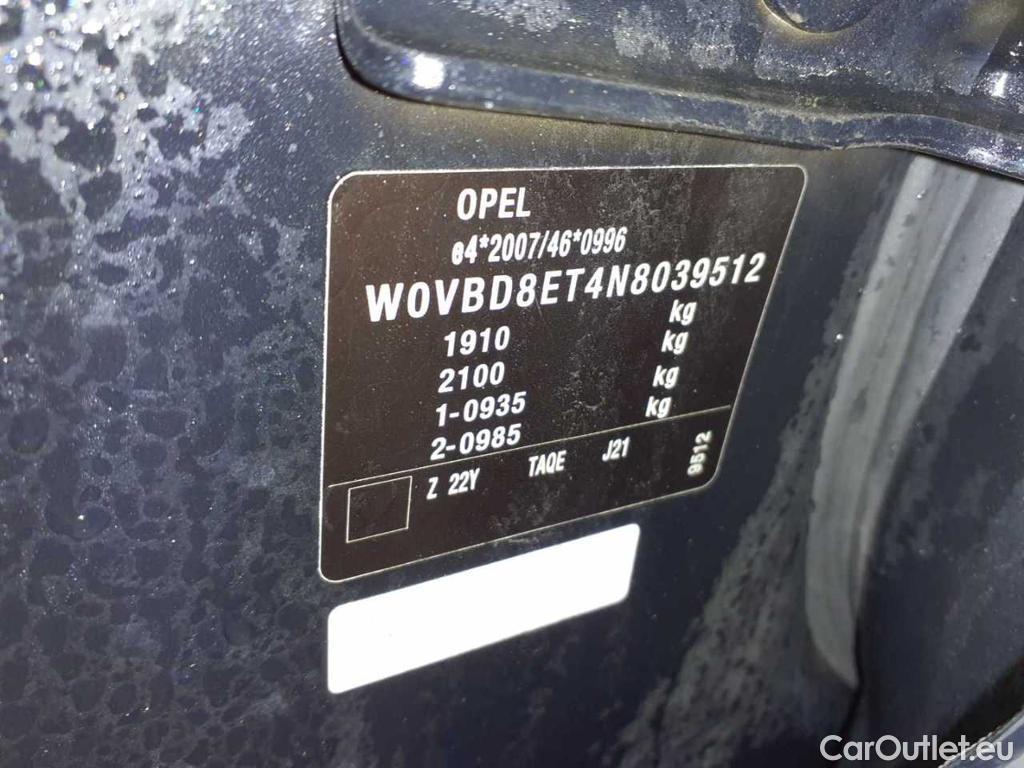 OPEL
e4*2007/46*0996
W0VBD8ET4N8039512
kg
1910 kg
2100 kg
1-0935 kg
2-0985
Z 22Y TAQE J21 9512
CarOutlet.eu